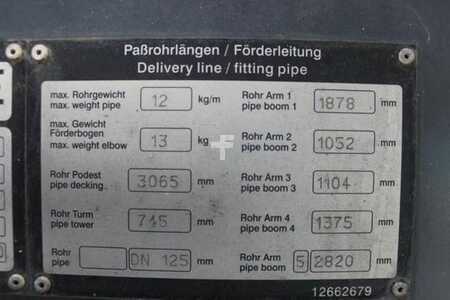 Paßrohrlängen / Förderleitung
Delivery line / fitting pipe
max. Rohrgewicht
max. weight pipe 12 kg/m
Rohr Arm 1
pipe boom 1 1878 mm
max. Gewicht
Förderbogen
max. weight elbow 13 kg
Rohr Arm 2
pipe boom 2 1052 mm
Rohr Podest
pipe decking 3065 mm
Rohr Arm 3
pipe boom 3 1104 mm
Rohr Turm
pipe tower 745 mm
Rohr Arm 4
pipe boom 4 1375 mm
Rohr
pipe DN 125 mm
Rohr Arm
pipe boom 5 2820 mm
12662679